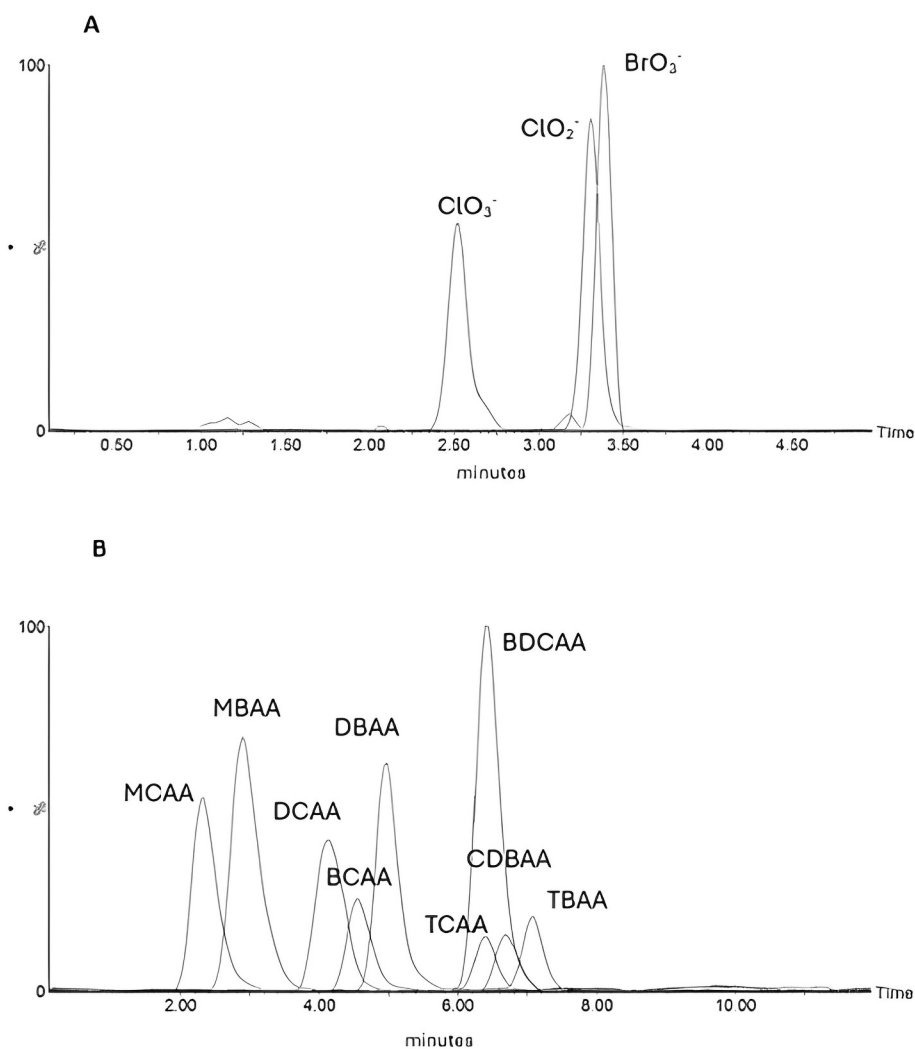 A
100
BrO₃⁻
ClO₂⁻
ClO₃⁻
%
0
0.50 1.00 1.50 2.00 2.50 3.00 3.50 4.00 4.50 Time
minutes
B
100
BDCAA
MBAA
DBAA
MCAA
DCAA
%
CDBAA
BCAA
TBAA
TCAA
0
2.00 4.00 6.00 8.00 10.00 Time
minutes